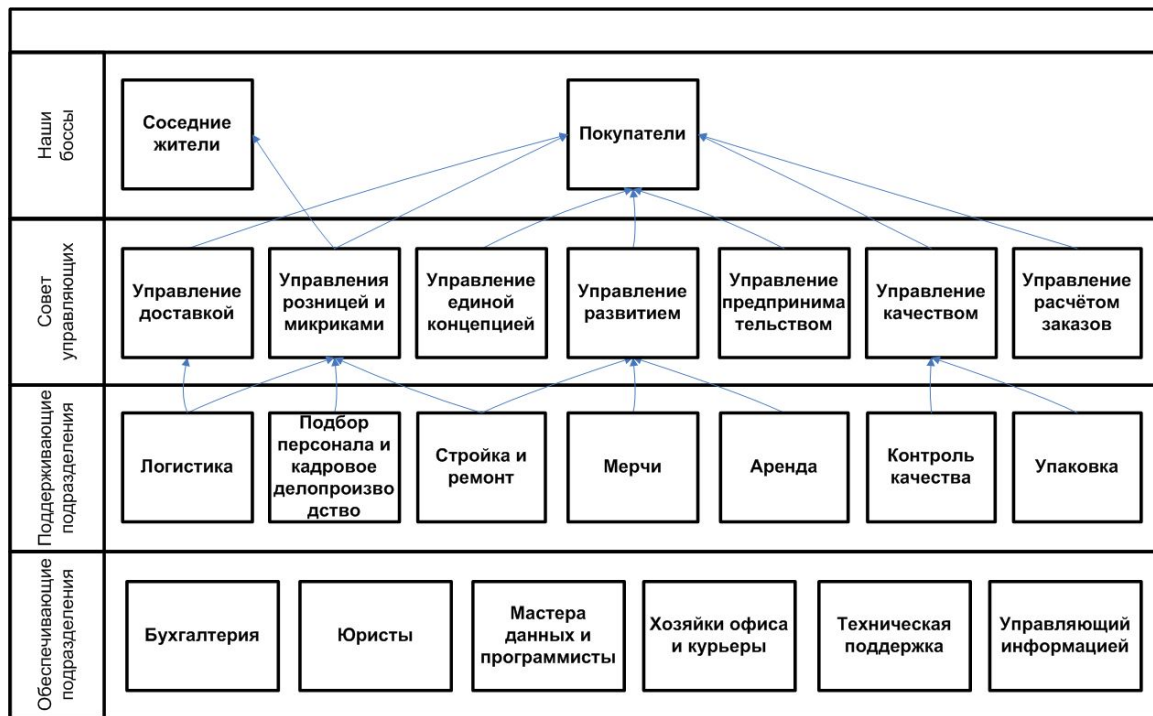 Наши
боссы
Соседние
жители
Покупатели
Совет
управляющих
Управление
доставкой
Управления
розницей и
микриками
Управление
единой
концепцией
Управление
развитием
Управление
предпринима
тельством
Управление
качеством
Управление
расчётом
заказов
Поддерживающие
подразделения
Логистика
Подбор
персонала и
кадровое
делопроизво
дство
Стройка и
ремонт
Мерчи
Аренда
Контроль
качества
Упаковка
Обеспечивающие
подразделения
Бухгалтерия
Юристы
Мастера
данных и
программисты
Хозяйки офиса
и курьеры
Техническая
поддержка
Управляющий
информацией